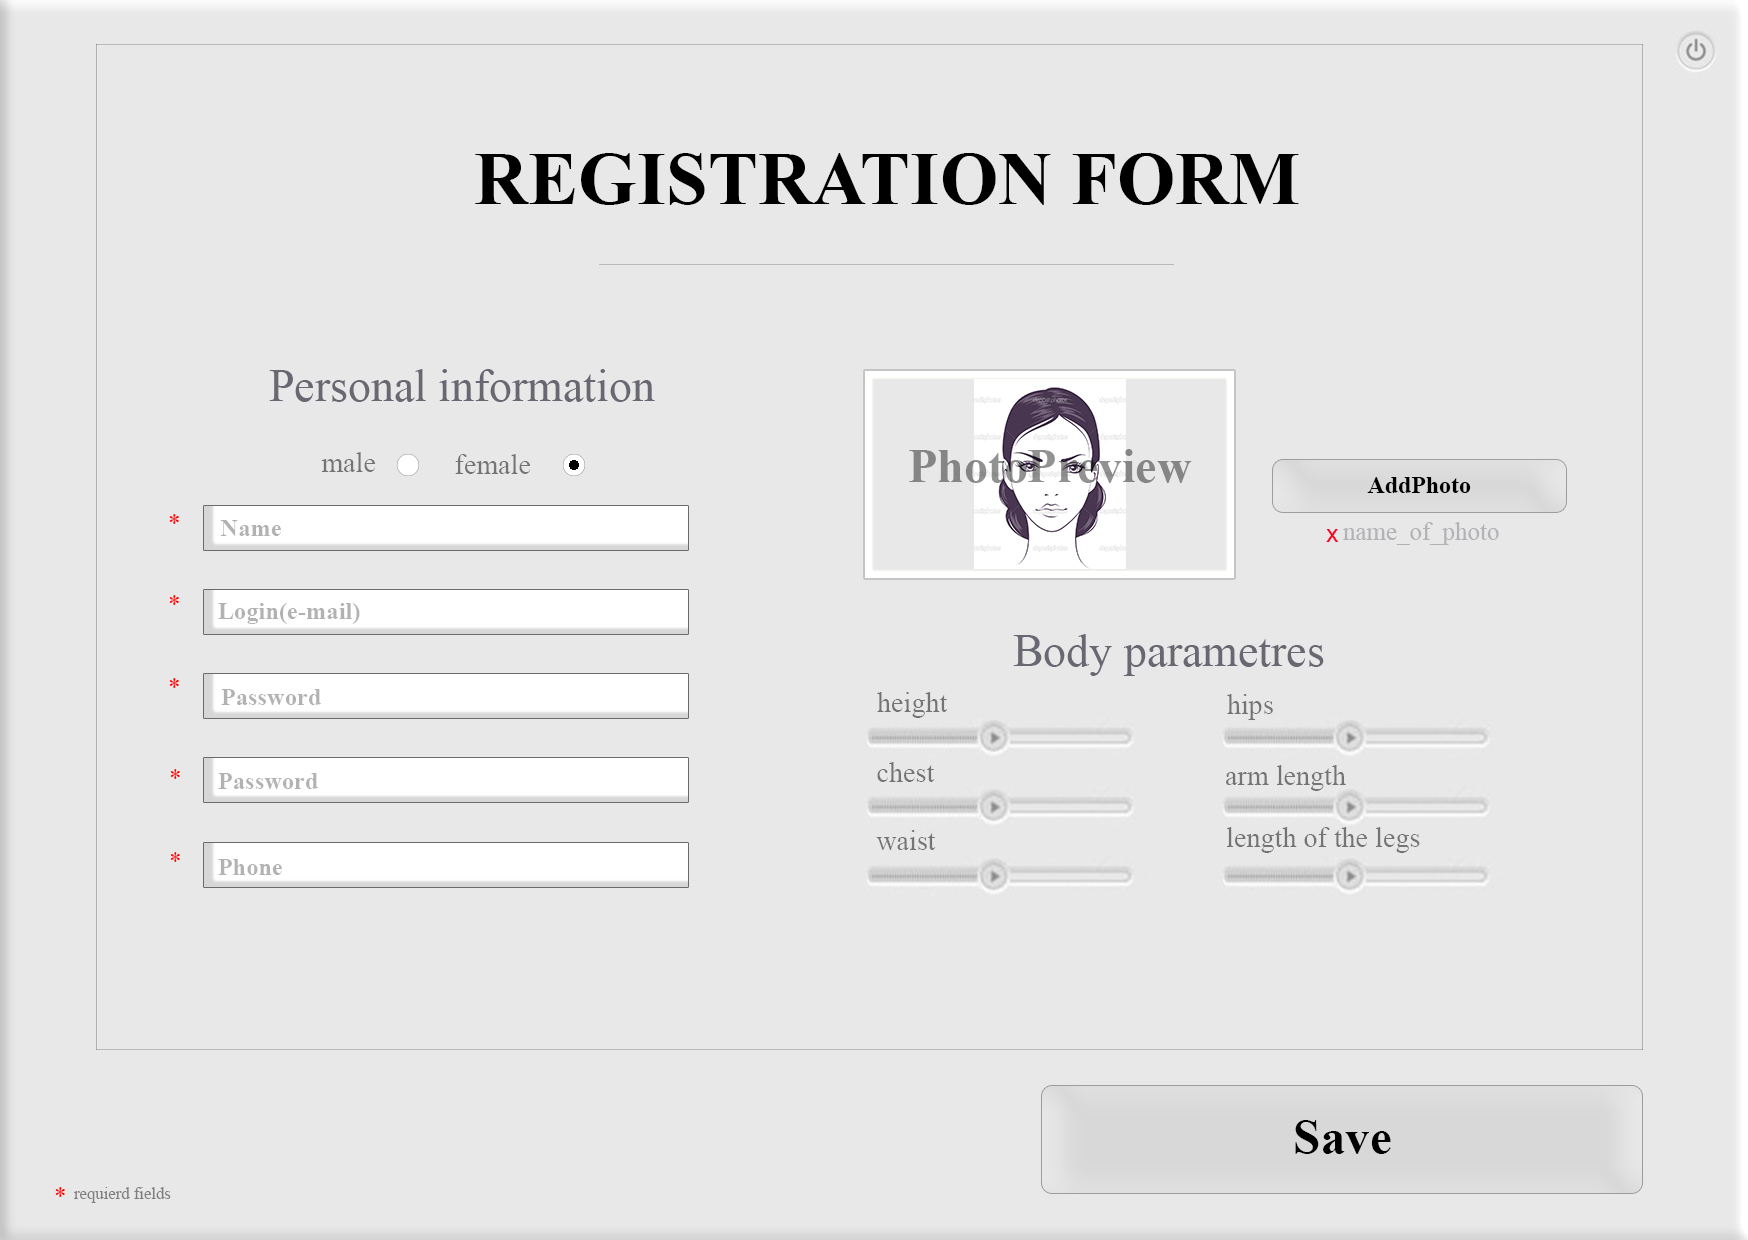 REGISTRATION FORM
Personal information
male female
* Name
* Login(e-mail)
* Password
* Password
* Phone
PhotoPreview
AddPhoto
x name_of_photo
Body parametres
height
hips
chest
arm length
waist
length of the legs
Save
* requierd fields